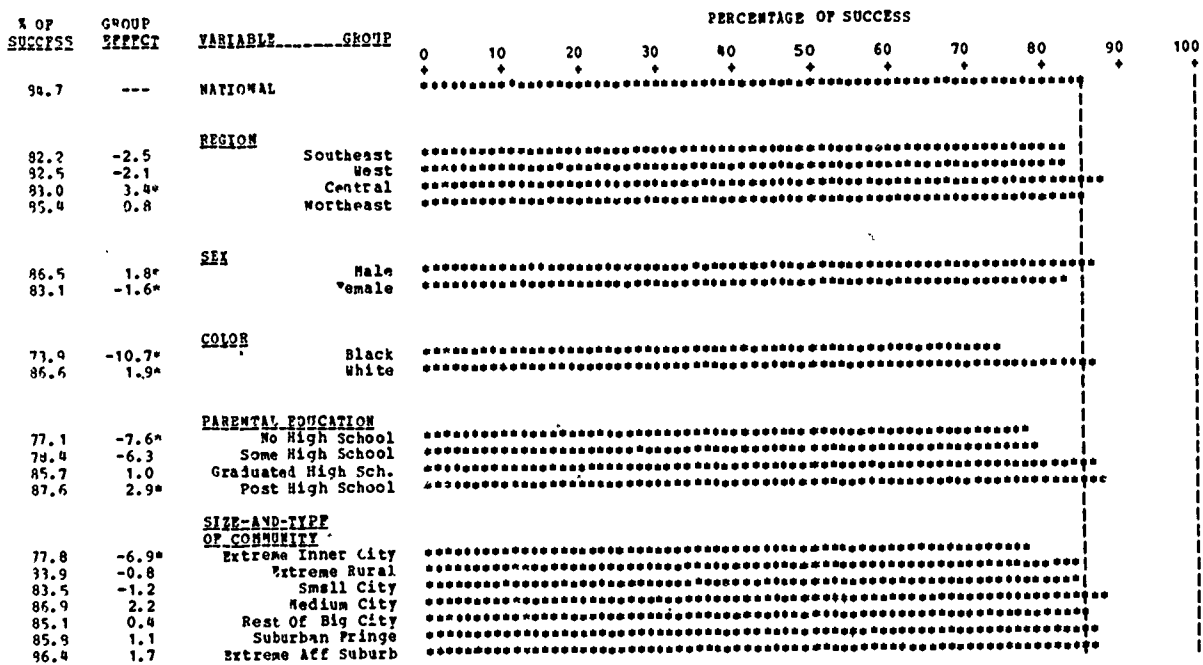 % OF GROUP PERCENTAGE OF SUCCESS
SUCCESS EFFECT VARIABLE GROUP
0 10 20 30 40 50 60 70 80 90 100
94.7 --- NATIONAL
REGION
82.2 -2.5 Southeast
82.5 -2.1 West
83.0 3.4* Central
95.4 0.8 Northeast
SEX
86.5 1.8* Male
83.1 -1.6* Female
COLOR
73.9 -10.7* Black
86.6 1.9* White
PARENTAL EDUCATION
77.1 -7.6* No High School
78.4 -6.3 Some High School
85.7 1.0 Graduated High Sch.
87.6 2.9* Post High School
SIZE-AND-TYPE
OF COMMUNITY
77.8 -6.9* Extreme Inner City
83.9 -0.8 Extreme Rural
83.5 -1.2 Small City
86.9 2.2 Medium City
85.1 0.4 Rest Of Big City
85.9 1.1 Suburban Fringe
96.4 1.7 Extreme Aff Suburb